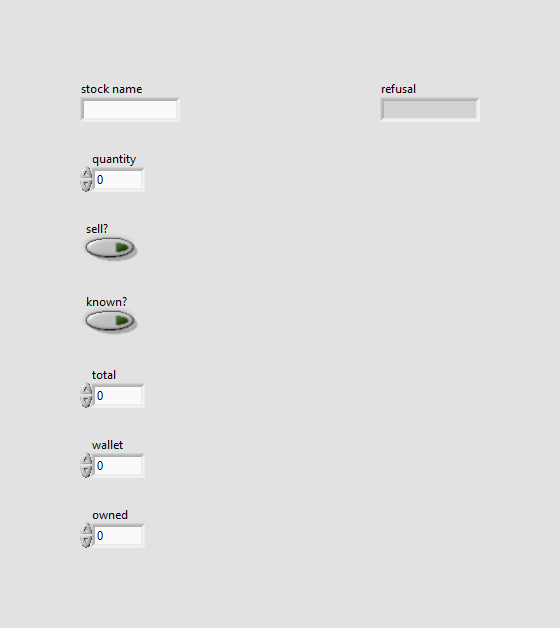 stock name
refusal
quantity
0
sell?
known?
total
0
wallet
0
owned
0